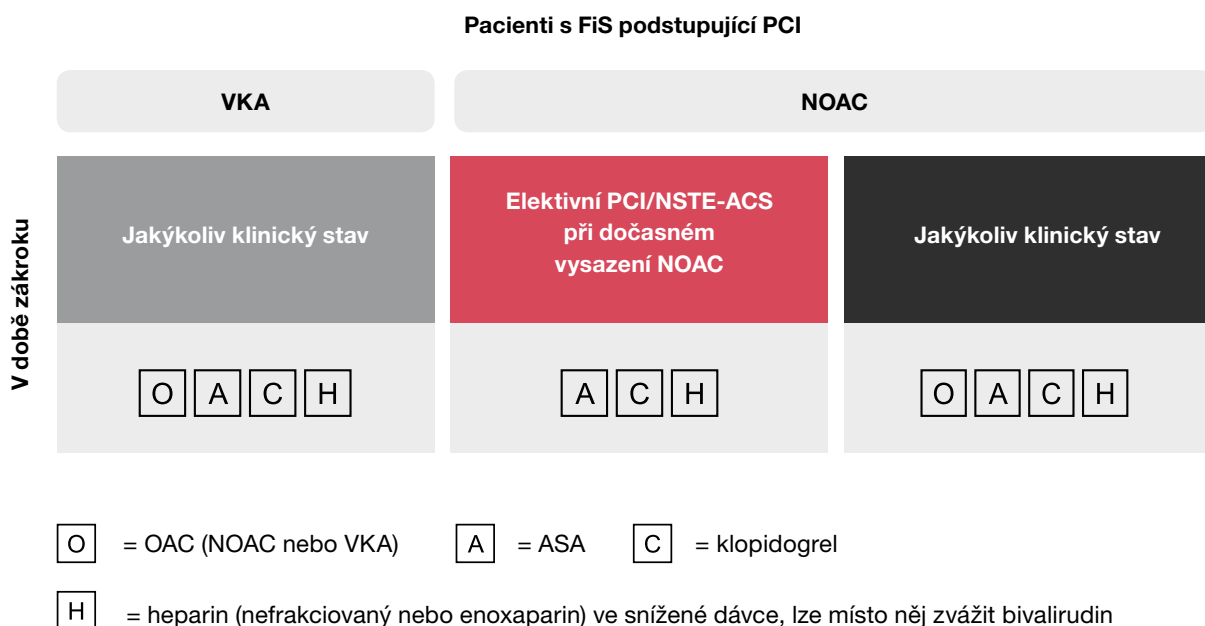 Pacienti s FiS podstupující PCI
VKA
NOAC
V době zákroku
Jakýkoliv klinický stav
Elektivní PCI/NSTE-ACS
při dočasném
vysazení NOAC
Jakýkoliv klinický stav
O A C H
A C H
O A C H
O = OAC (NOAC nebo VKA) A = ASA C = klopidogrel
H = heparin (nefrakciovaný nebo enoxaparin) ve snížené dávce, lze místo něj zvážit bivalirudin